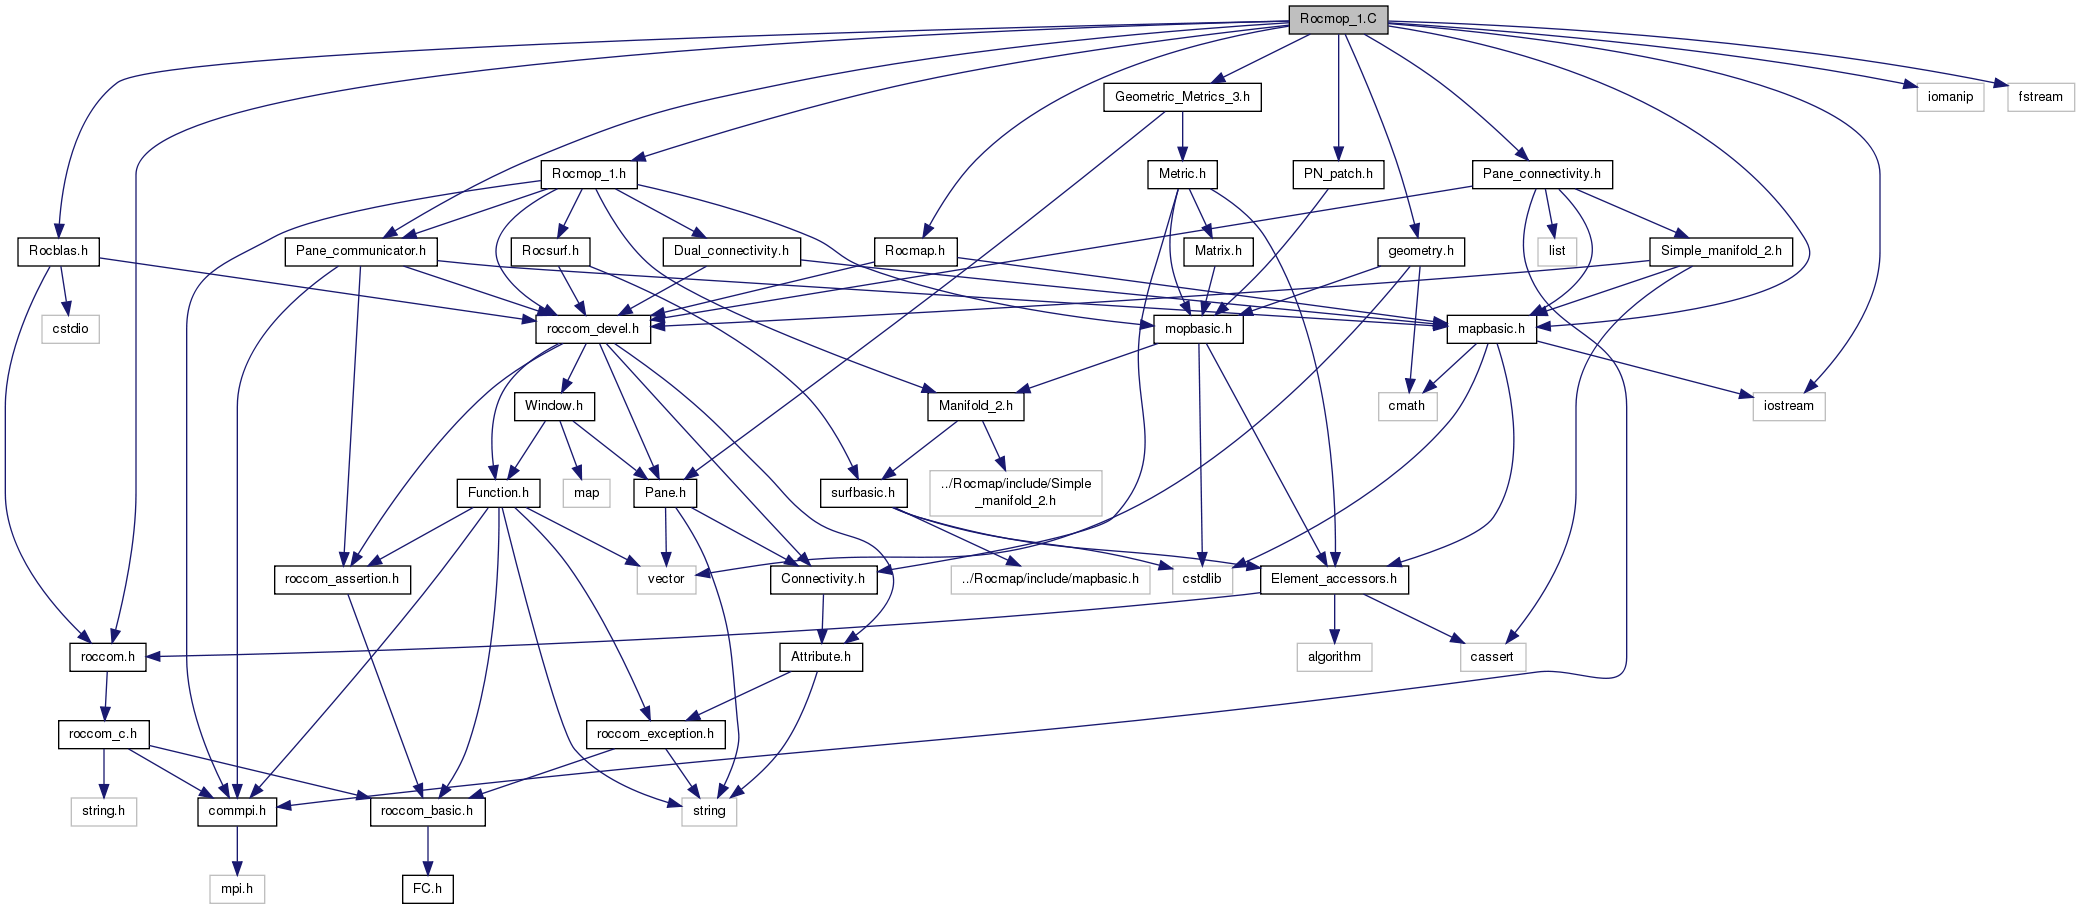 Rocmop_1.C
Geometric_Metrics_3.h
iomanip
fstream
Rocmop_1.h
Metric.h
PN_patch.h
Pane_connectivity.h
Rocblas.h
Pane_communicator.h
Rocsurf.h
Dual_connectivity.h
Rocmap.h
Matrix.h
geometry.h
list
Simple_manifold_2.h
cstdio
roccom_devel.h
mopbasic.h
mapbasic.h
Window.h
Manifold_2.h
cmath
iostream
Function.h
map
Pane.h
surfbasic.h
../Rocmap/include/Simple
_manifold_2.h
roccom_assertion.h
vector
Connectivity.h
../Rocmap/include/mapbasic.h
cstdlib
Element_accessors.h
roccom.h
Attribute.h
algorithm
cassert
roccom_c.h
roccom_exception.h
string.h
commpi.h
roccom_basic.h
string
mpi.h
FC.h